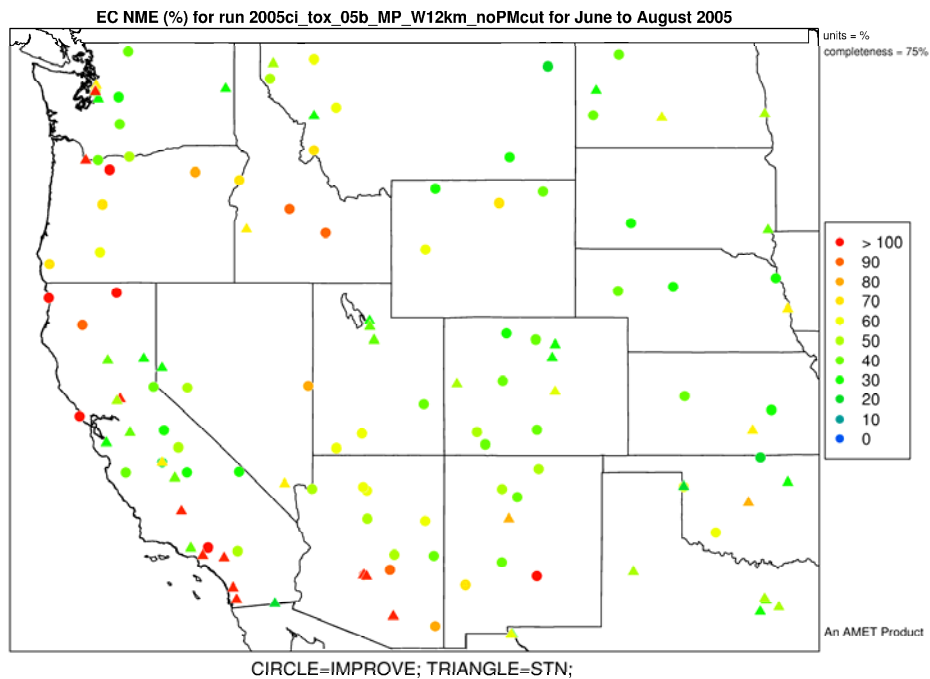 EC NME (%) for run 2005ci_tox_05b_MP_W12km_noPMcut for June to August 2005
units = %
completeness = 75%
> 100
90
80
70
60
50
40
30
20
10
0
An AMET Product
CIRCLE=IMPROVE; TRIANGLE=STN;